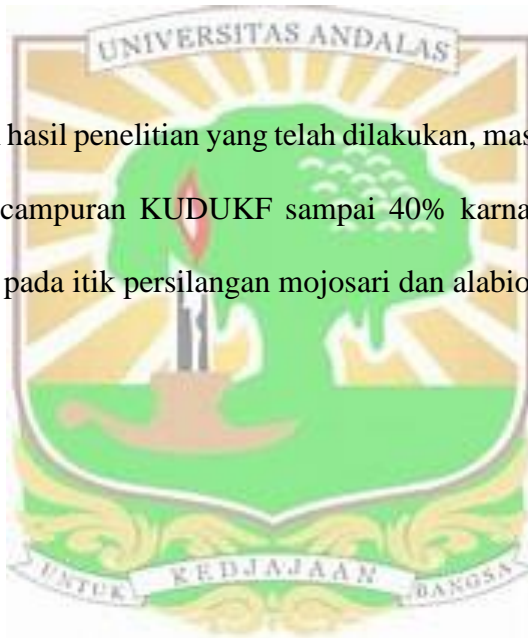 UNIVERSITAS ANDALAS
hasil penelitian yang telah dilakukan, mas
campuran KUDUKF sampai 40% karna
pada itik persilangan mojosari dan alabio
UNTUK KEDJAJAAN BANGSA